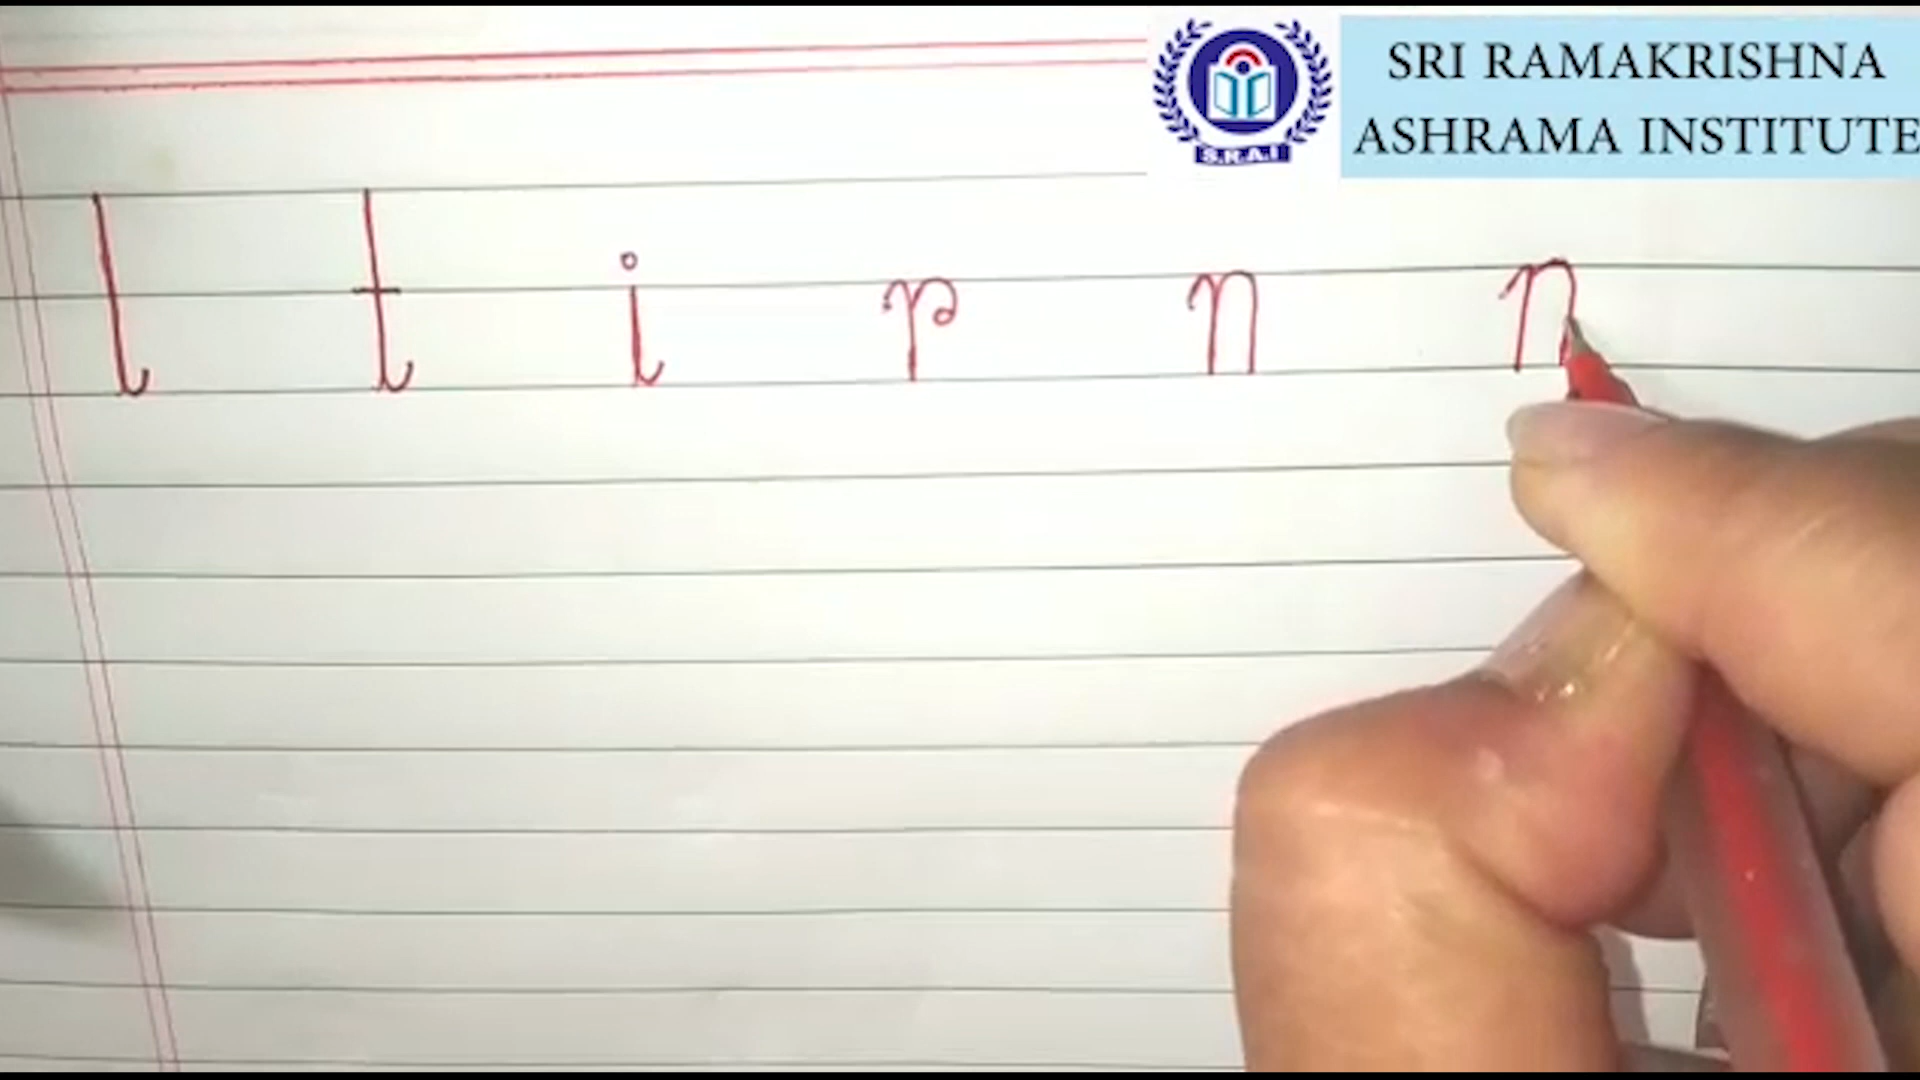 SRI RAMAKRISHNA
ASHRAMA INSTITUTE
S.R.A.I
l t i r n n